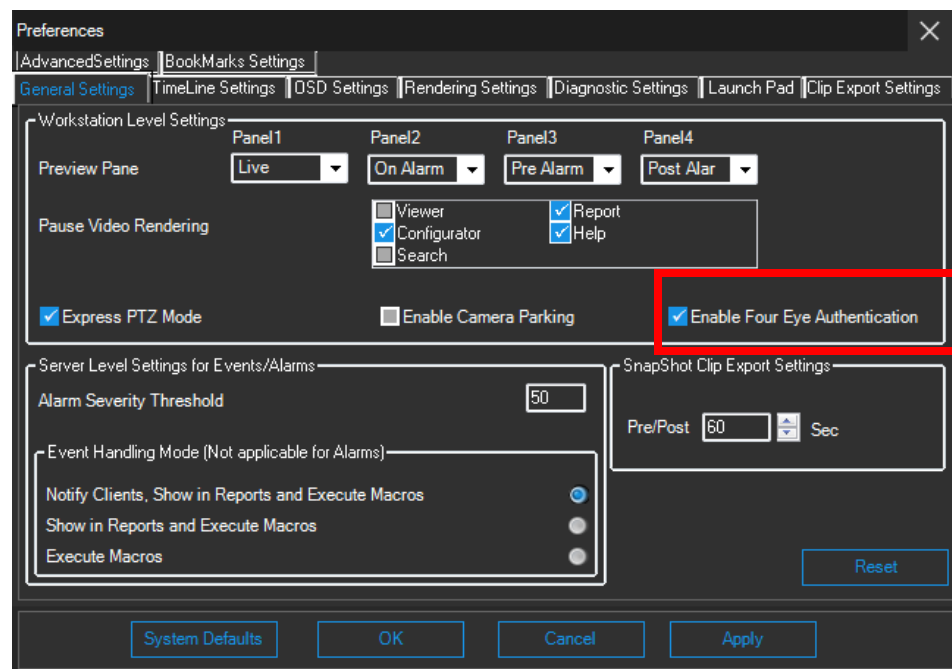 Preferences
AdvancedSettings BookMarks Settings
General Settings TimeLine Settings OSD Settings Rendering Settings Diagnostic Settings Launch Pad Clip Export Settings
Workstation Level Settings
Panel1 Panel2 Panel3 Panel4
Preview Pane Live On Alarm Pre Alarm Post Alar
Pause Video Rendering
Viewer Report
Configurator Help
Search
Express PTZ Mode Enable Camera Parking Enable Four Eye Authentication
Server Level Settings for Events/Alarms SnapShot Clip Export Settings
Alarm Severity Threshold 50
Pre/Post 60 Sec
Event Handling Mode (Not applicable for Alarms)
Notify Clients, Show in Reports and Execute Macros
Show in Reports and Execute Macros
Execute Macros
Reset
System Defaults OK Cancel Apply